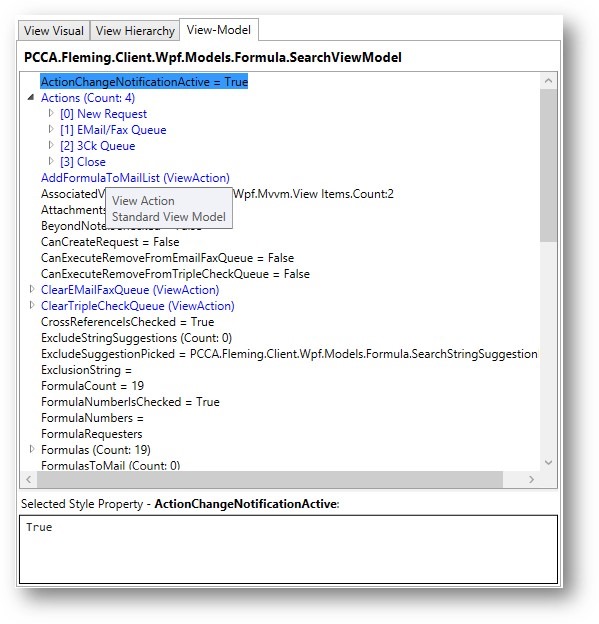 View Visual View Hierarchy View-Model
PCCA.Fleming.Client.Wpf.Models.Formula.SearchViewModel
ActionChangeNotificationActive = True
Actions (Count: 4)
[0] New Request
[1] EMail/Fax Queue
[2] 3Ck Queue
[3] Close
AddFormulaToMailList (ViewAction)
AssociatedV Wpf.Mvvm.View Items.Count:2
View Action
Attachments
Standard View Model
BeyondNote False
CanCreateRequest = False
CanExecuteRemoveFromEmailFaxQueue = False
CanExecuteRemoveFromTripleCheckQueue = False
ClearEMailFaxQueue (ViewAction)
ClearTripleCheckQueue (ViewAction)
CrossReferenceIsChecked = True
ExcludeStringSuggestions (Count: 0)
ExcludeSuggestionPicked = PCCA.Fleming.Client.Wpf.Models.Formula.SearchStringSuggestion
ExclusionString =
FormulaCount = 19
FormulaNumberIsChecked = True
FormulaNumbers =
FormulaRequesters
Formulas (Count: 19)
FormulasToMail (Count: 0)
Selected Style Property - ActionChangeNotificationActive:
True